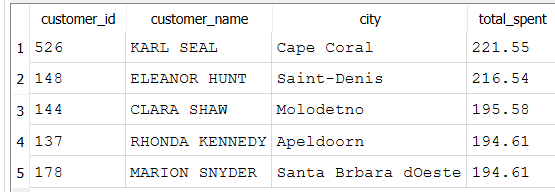 customer_id customer_name city total_spent
1 526 KARL SEAL Cape Coral 221.55
2 148 ELEANOR HUNT Saint-Denis 216.54
3 144 CLARA SHAW Molodetno 195.58
4 137 RHONDA KENNEDY Apeldoorn 194.61
5 178 MARION SNYDER Santa Brbara dOeste 194.61